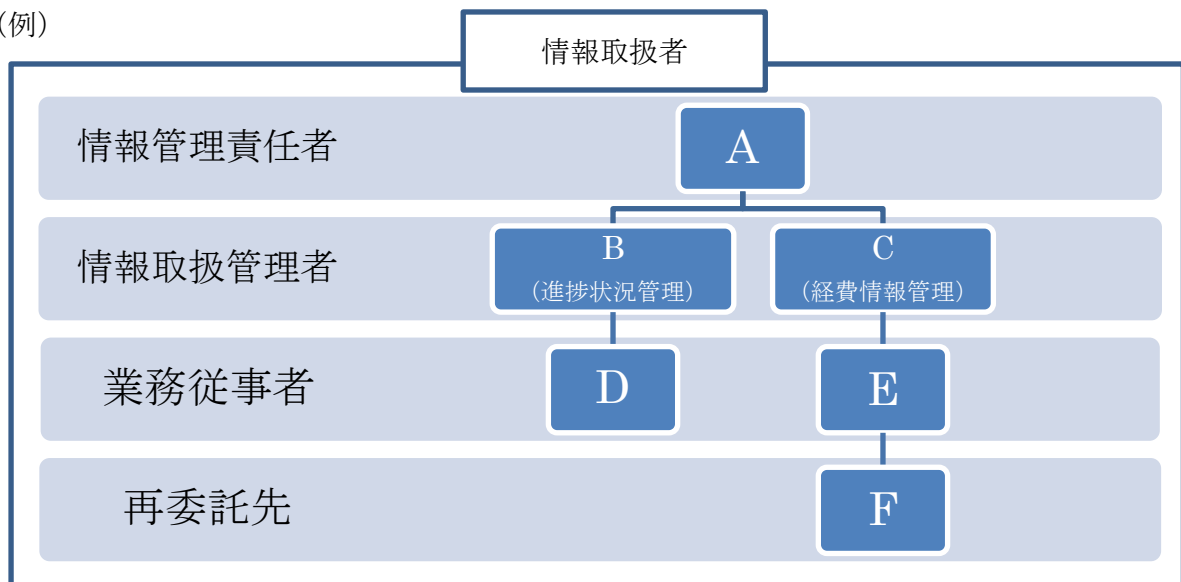 (例)
情報取扱者
情報管理責任者
A
情報取扱管理者
B
(進捗状況管理)
C
(経費情報管理)
業務従事者
D
E
再委託先
F